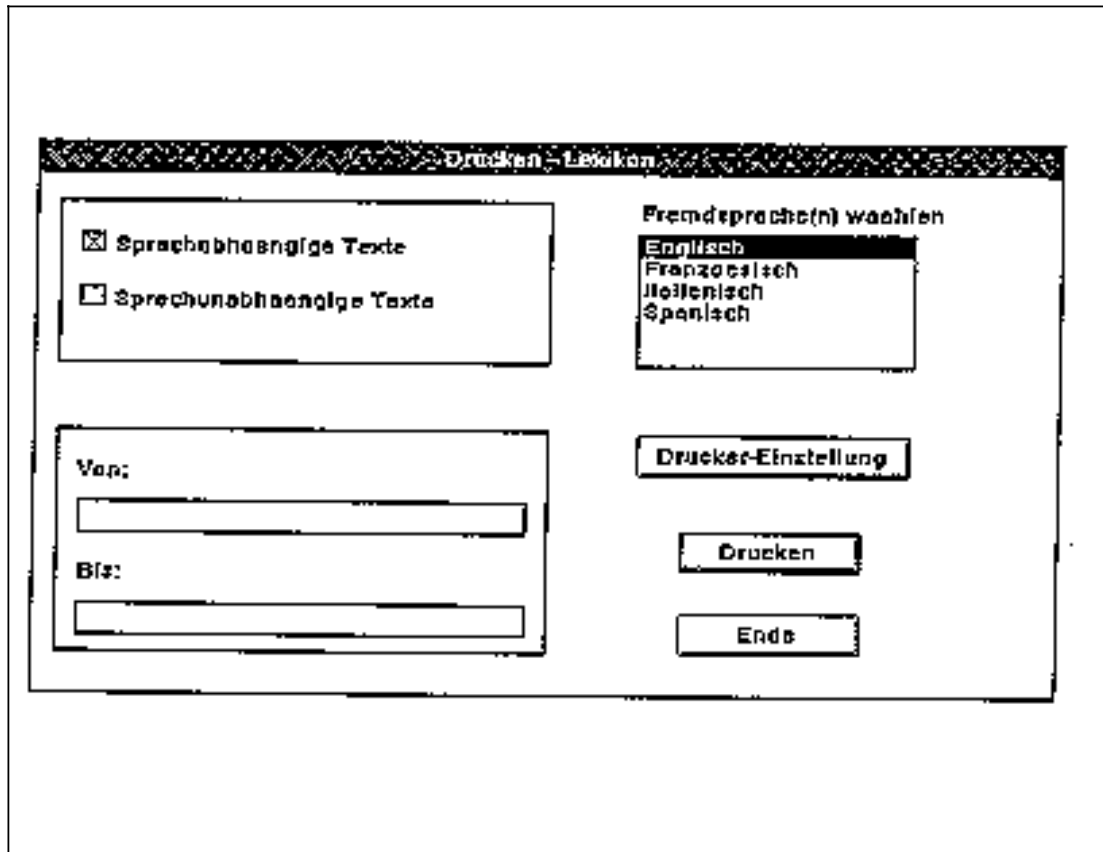 Drucken - Lexikon
Sprachabhaengige Texte
Sprachunabhaengige Texte
Von:
Bis:
Fremdsprache(n) waehlen
Englisch
Franzoesisch
Italienisch
Spanisch
Drucker-Einstellung
Drucken
Ende